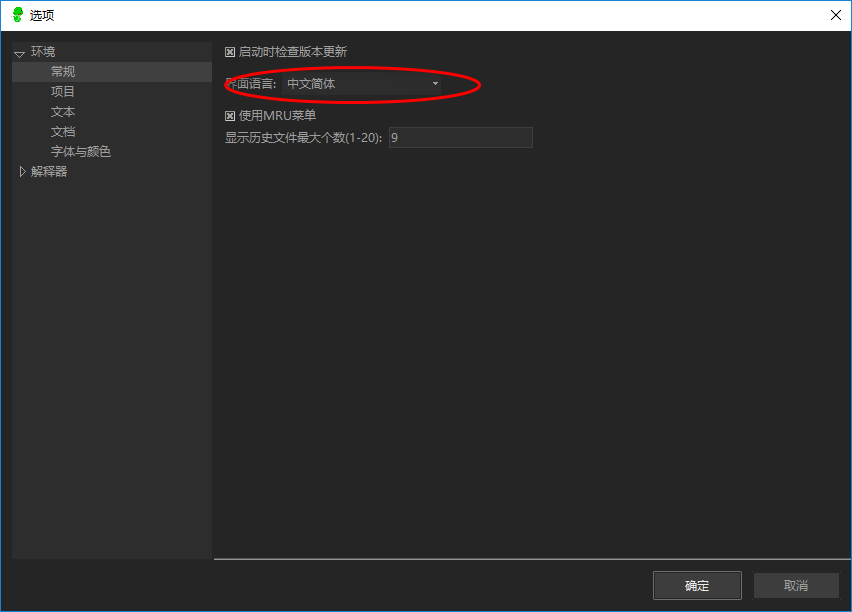 选项
环境
常规
项目
文本
文档
字体与颜色
解释器
启动时检查版本更新
界面语言: 中文简体
使用MRU菜单
显示历史文件最大个数(1-20): 9
确定
取消